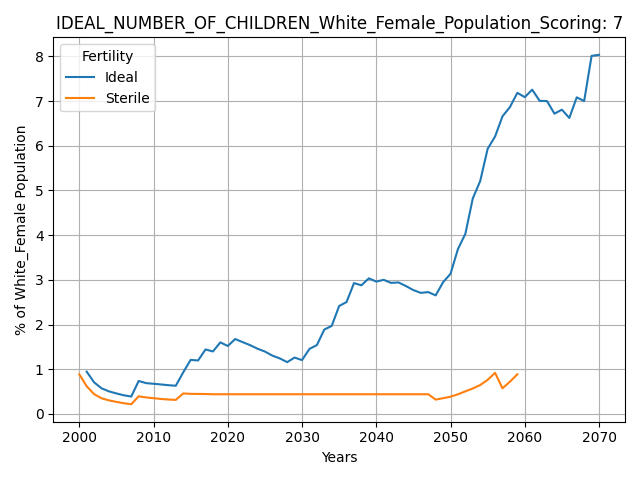 IDEAL_NUMBER_OF_CHILDREN_White_Female_Population_Scoring: 7
Fertility
Ideal
Sterile
% of White_Female Population
8
7
6
5
4
3
2
1
0
2000 2010 2020 2030 2040 2050 2060 2070
Years